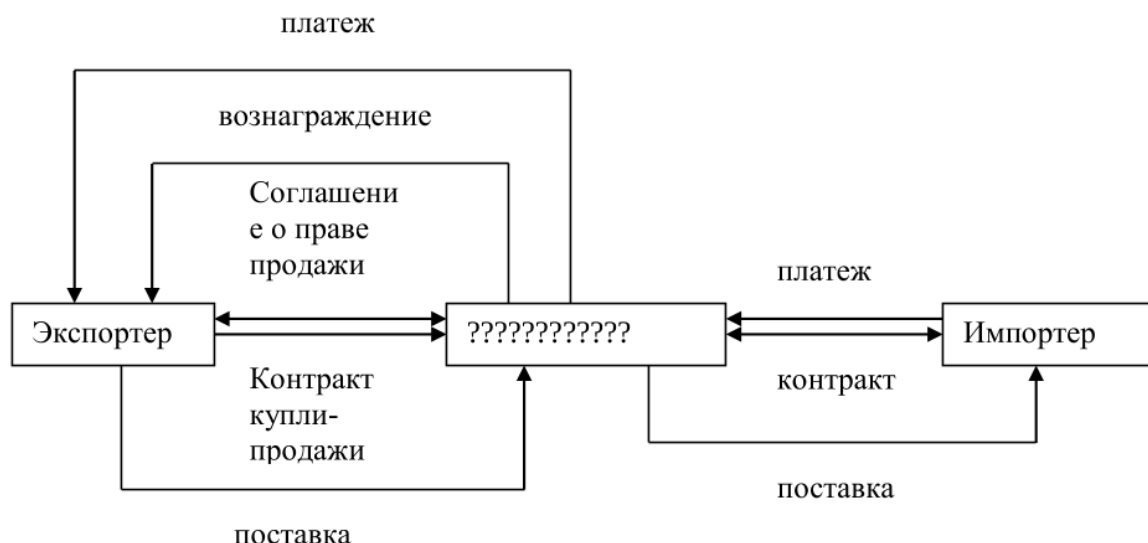 платеж
вознаграждение
Соглашени
е о праве
продажи
платеж
Экспортер
????????????
Импортер
Контракт
купли-
продажи
контракт
поставка
поставка